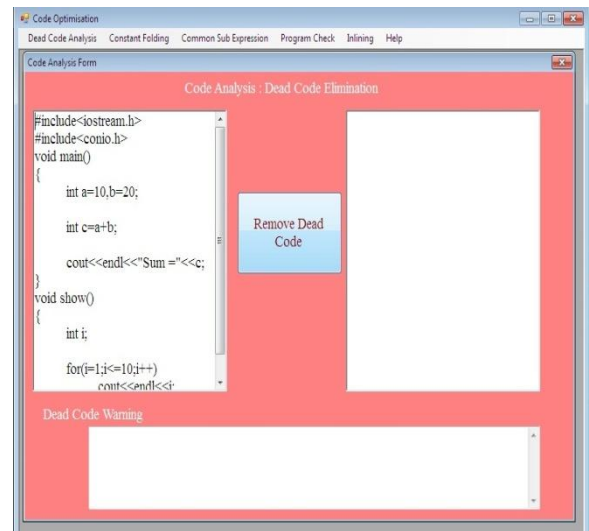 Code Optimisation
Dead Code Analysis Constant Folding Common Sub Expression Program Check Inlining Help
Code Analysis Form
Code Analysis : Dead Code Elimination
#include<iostream.h>
#include<conio.h>
void main()
{
int a=10,b=20;
int c=a+b;
cout<<endl<<"Sum ="<<c;
}
void show()
{
int i;
for(i=1;i<=10;i++)
cout<<endl<<i;
Remove Dead
Code
Dead Code Warning